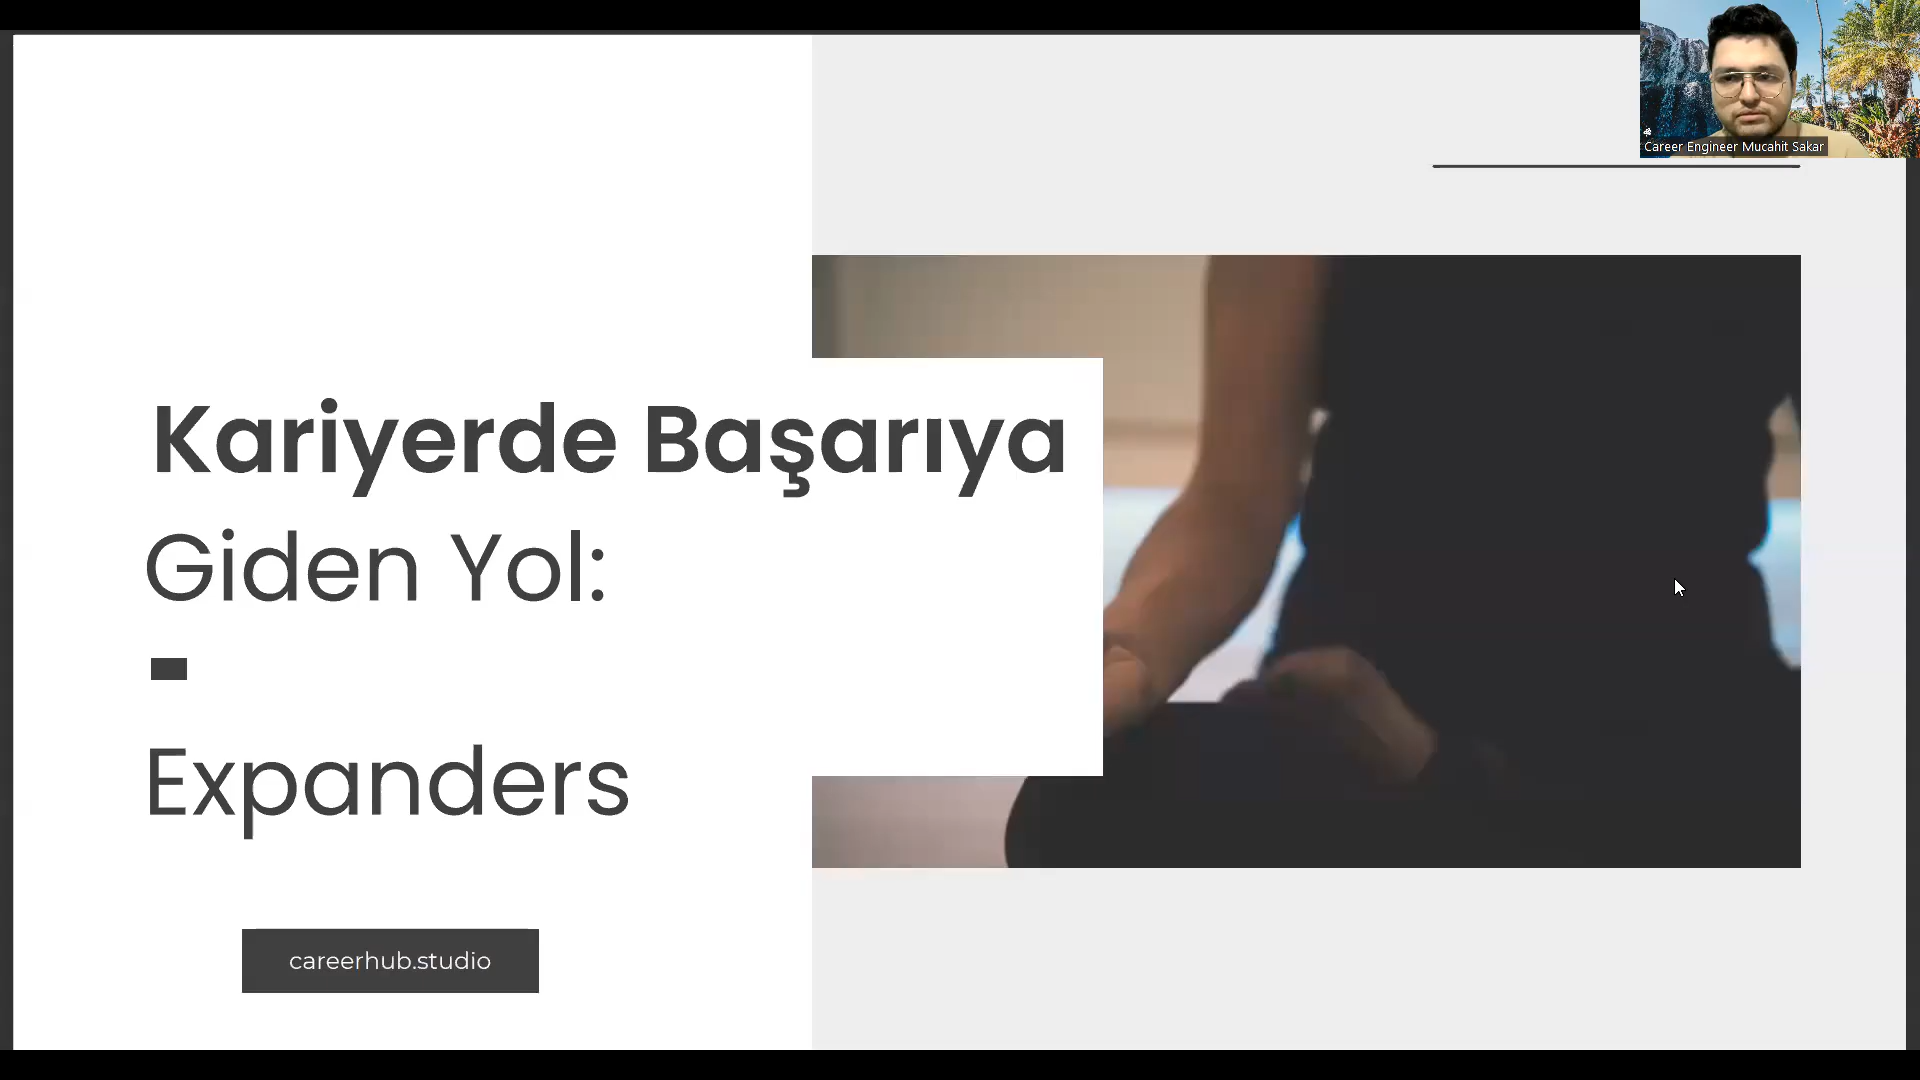 Career Engineer Mucahit Sakar
Kariyerde Başarıya
Giden Yol:
-
Expanders
careerhub.studio